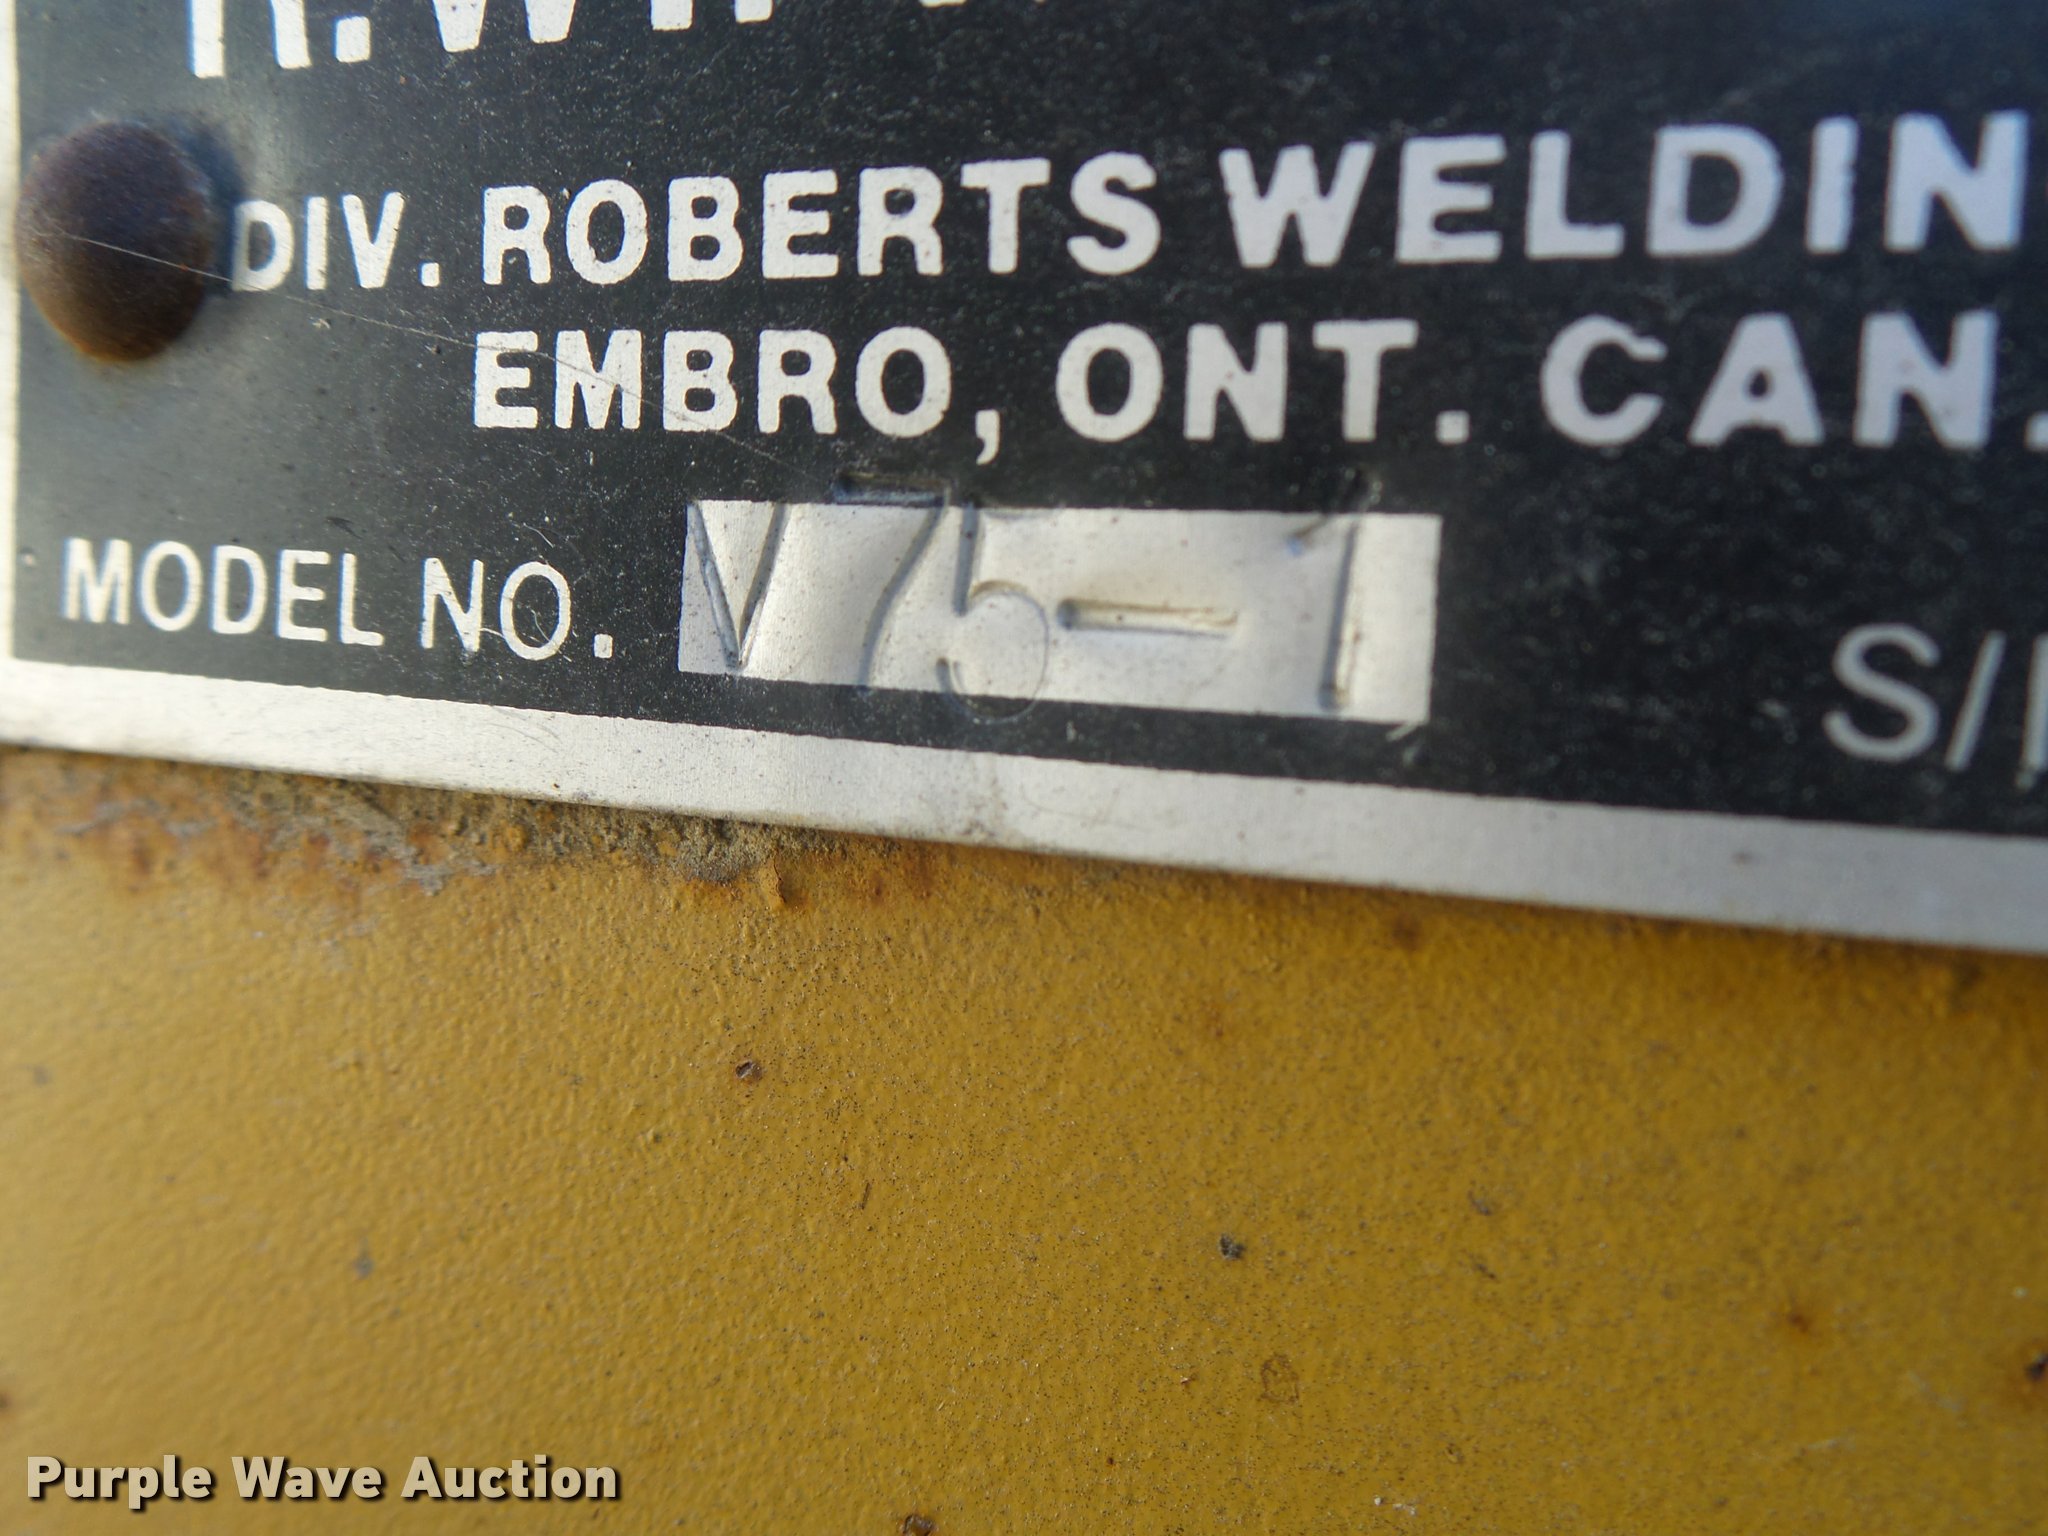 DIV. ROBERTS WELDIN
EMBRO, ONT. CAN.
MODEL NO. V75-1
S/
Purple Wave Auction